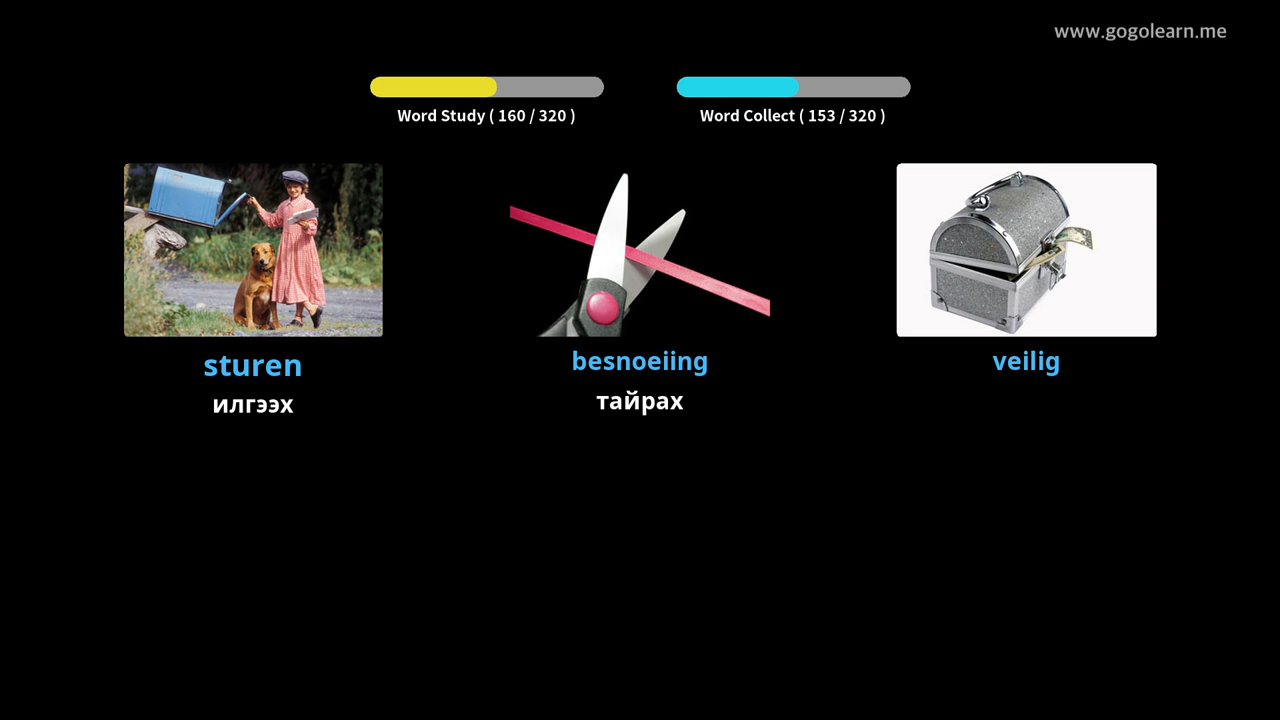 www.gogolearn.me
Word Study ( 160 / 320 )
Word Collect ( 153 / 320 )
sturen
илгээх
besnoeiing
тайрах
veilig